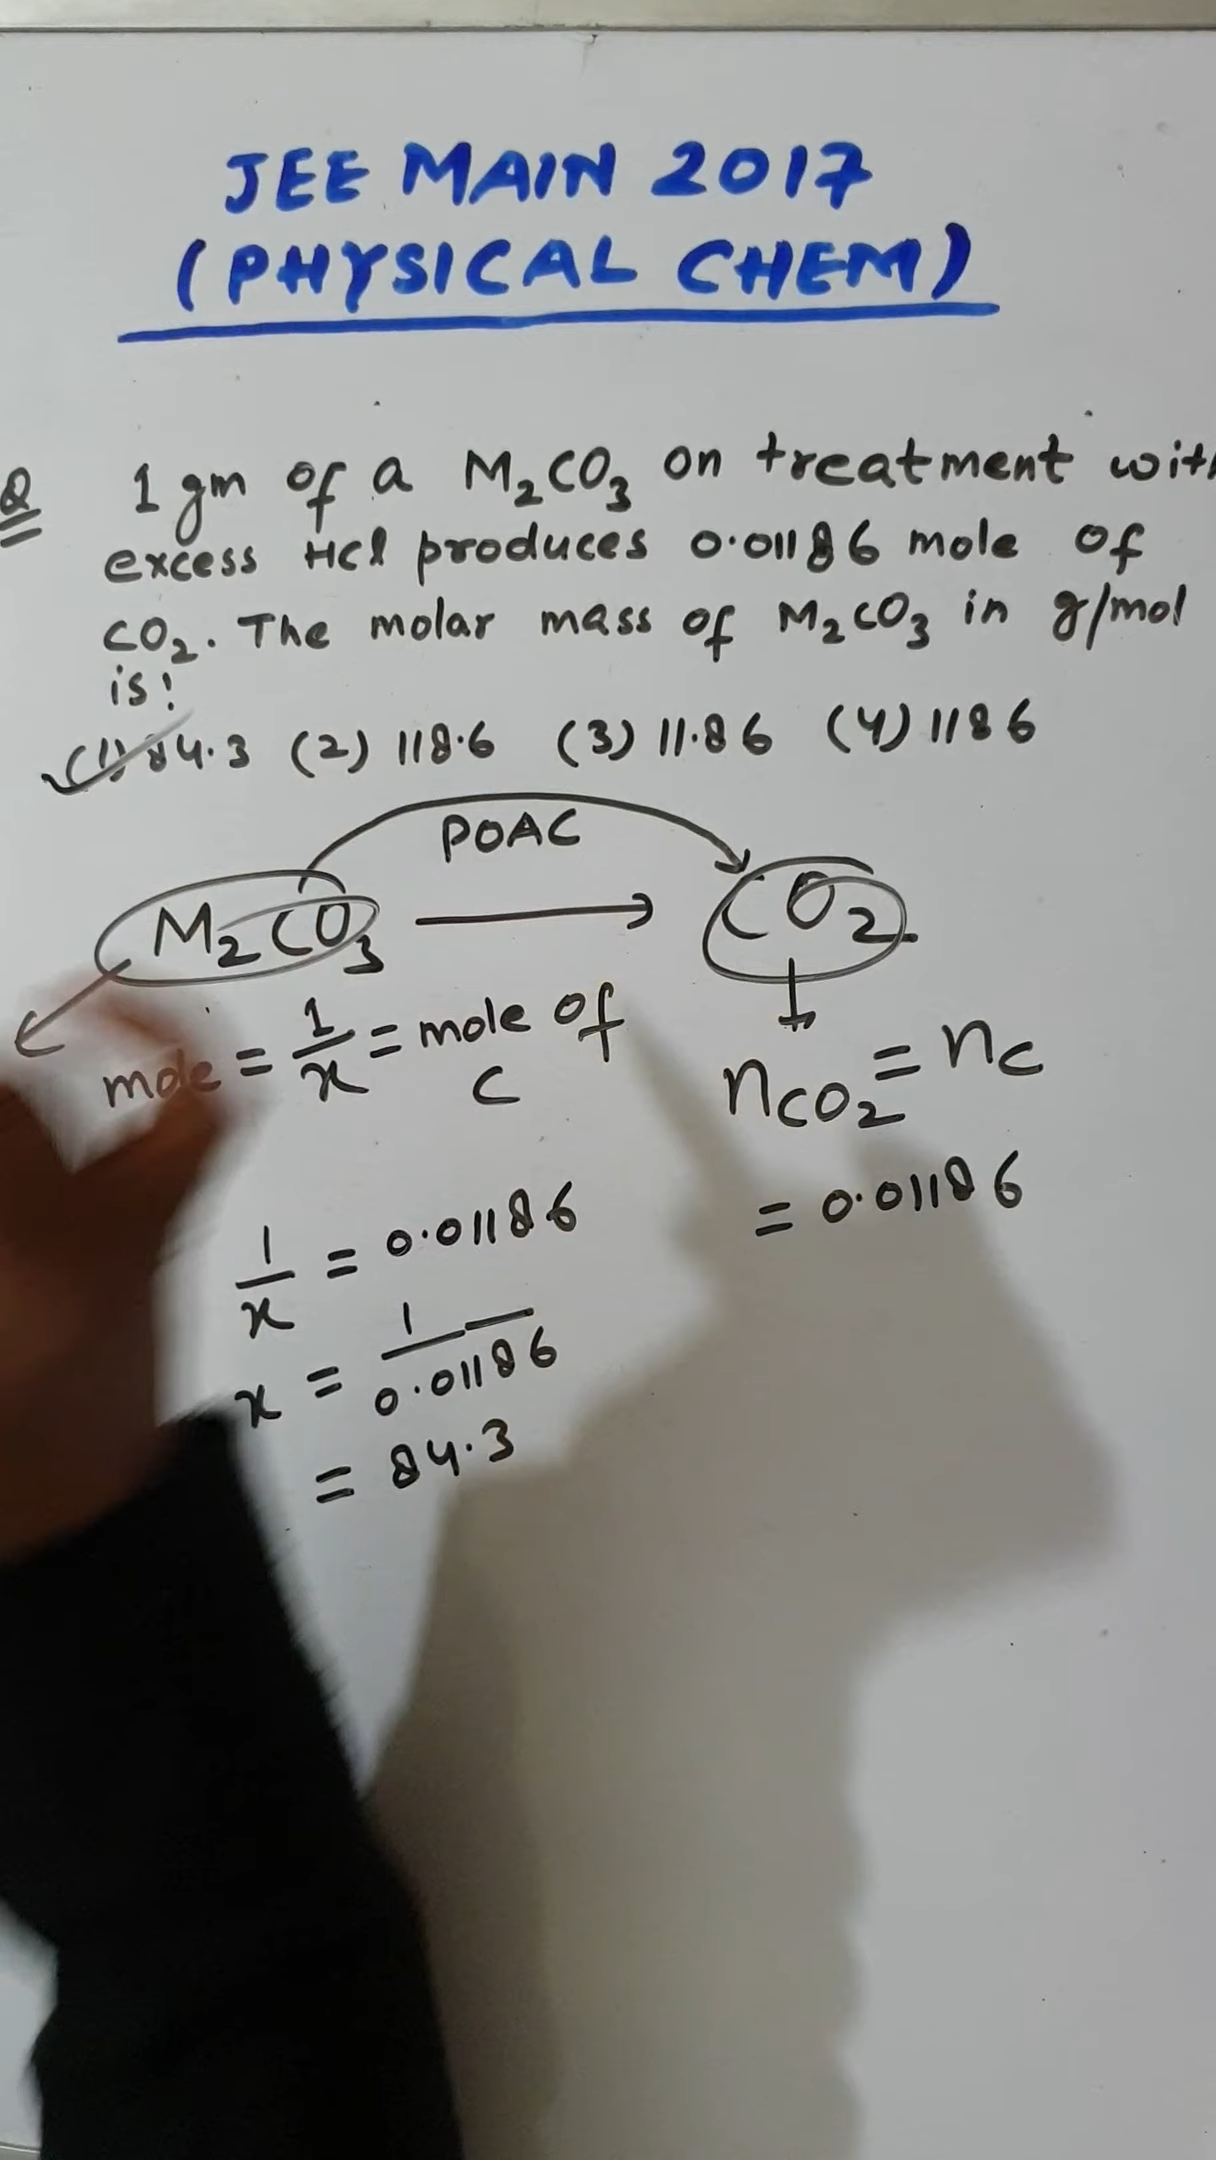 JEE MAIN 2017
(PHYSICAL CHEM)
Q 1 gm of a M₂CO₃ on treatment with
excess HCl produces 0.01186 mole of
CO₂. The molar mass of M₂CO₃ in g/mol
is!
(1) 84.3 (2) 118.6 (3) 11.86 (4) 1186
POAC
M₂CO₃ → CO₂
mole = 1/x = mole of C
nCO₂ = nC
= 0.01186
1/x = 0.01186
x = 1/0.01186
= 84.3